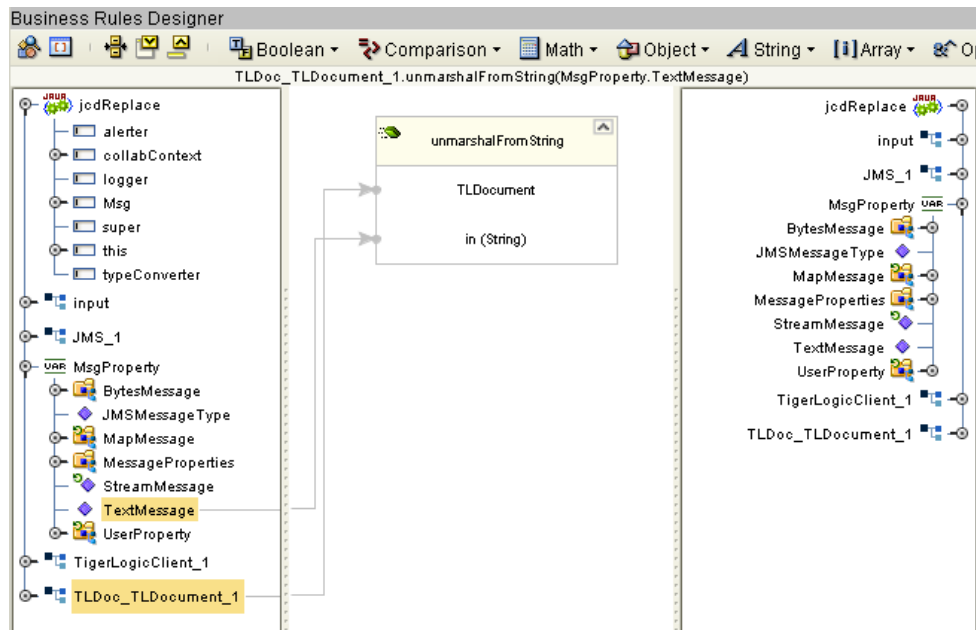 Business Rules Designer
Boolean Comparison Math Object A String [i] Array Op
TLDoc_TLDocument_1.unmarshalFromString(MsgProperty.TextMessage)
JAVA jcdReplace
alerter
collabContext
logger
Msg
super
this
typeConverter
input
JMS_1
VAR MsgProperty
BytesMessage
JMSMessageType
MapMessage
MessageProperties
StreamMessage
TextMessage
UserProperty
TigerLogicClient_1
TLDoc_TLDocument_1
unmarshalFromString
TLDocument
in (String)
jcdReplace JAVA
input
JMS_1
MsgProperty VAR
BytesMessage
JMSMessageType
MapMessage
MessageProperties
StreamMessage
TextMessage
UserProperty
TigerLogicClient_1
TLDoc_TLDocument_1